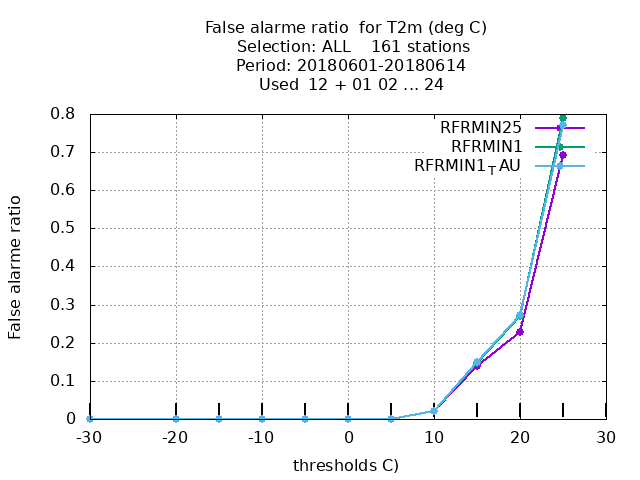 False alarme ratio  for T2m (deg C)
Selection: ALL    161 stations
Period: 20180601-20180614
Used  12 + 01 02 ... 24
False alarme ratio
0.8
0.7
0.6
0.5
0.4
0.3
0.2
0.1
0
RFRMIN25
RFRMIN1
RFRMIN1TAU
-30 -20 -10 0 10 20 30
thresholds C)